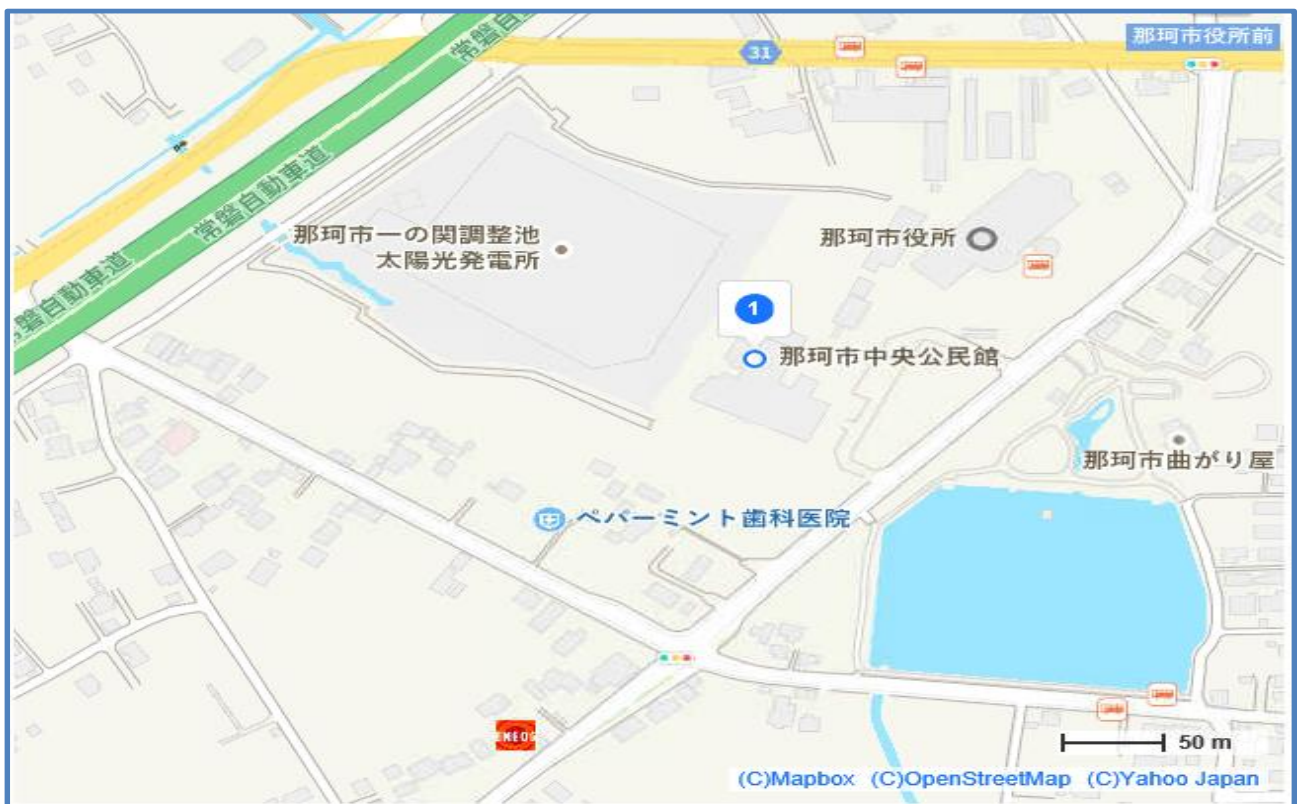 常磐自動車道
31
那珂市役所前
常磐自動車道
那珂市一の関調整池
太陽光発電所
那珂市役所
常磐自動車道
1
那珂市中央公民館
那珂市曲がり屋
ペパーミント歯科医院
ENEOS
50 m
(C)Mapbox (C)OpenStreetMap (C)Yahoo Japan